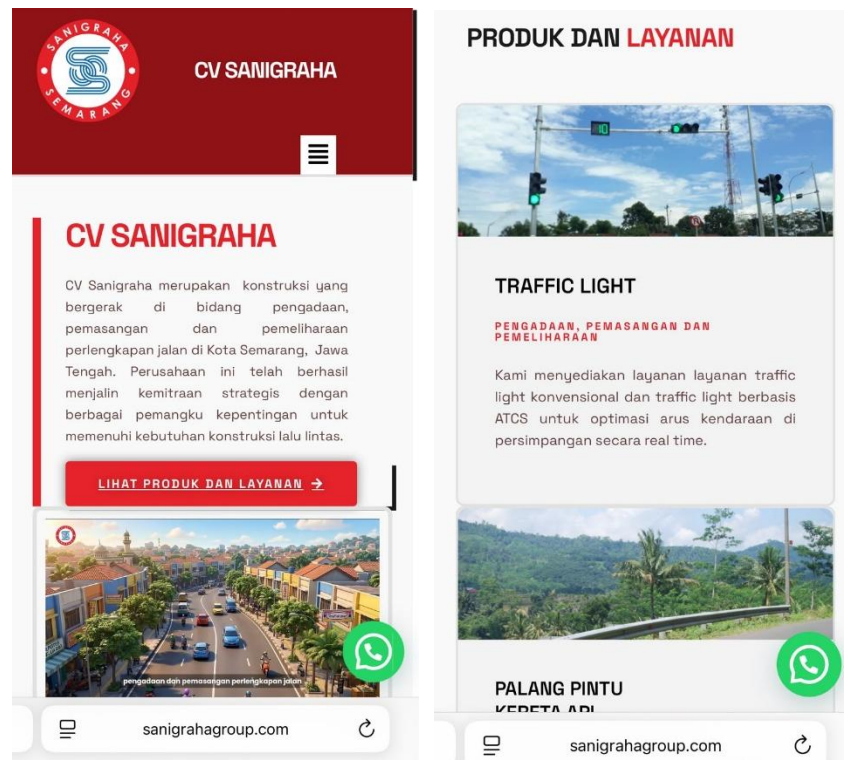 SANIGRAHA
SEMARANG
CV SANIGRAHA
CV SANIGRAHA
CV Sanigraha merupakan konstruksi yang
bergerak di bidang pengadaan,
pemasangan dan pemeliharaan
perlengkapan jalan di Kota Semarang, Jawa
Tengah. Perusahaan ini telah berhasil
menjalin kemitraan strategis dengan
berbagai pemangku kepentingan untuk
memenuhi kebutuhan konstruksi lalu lintas.
LIHAT PRODUK DAN LAYANAN →
pengadaan dan pemasangan perlengkapan jalan
sanigrahagroup.com
PRODUK DAN LAYANAN
TRAFFIC LIGHT
PENGADAAN, PEMASANGAN DAN
PEMELIHARAAN
Kami menyediakan layanan layanan traffic
light konvensional dan traffic light berbasis
ATCS untuk optimasi arus kendaraan di
persimpangan secara real time.
PALANG PINTU
KERETA API
sanigrahagroup.com